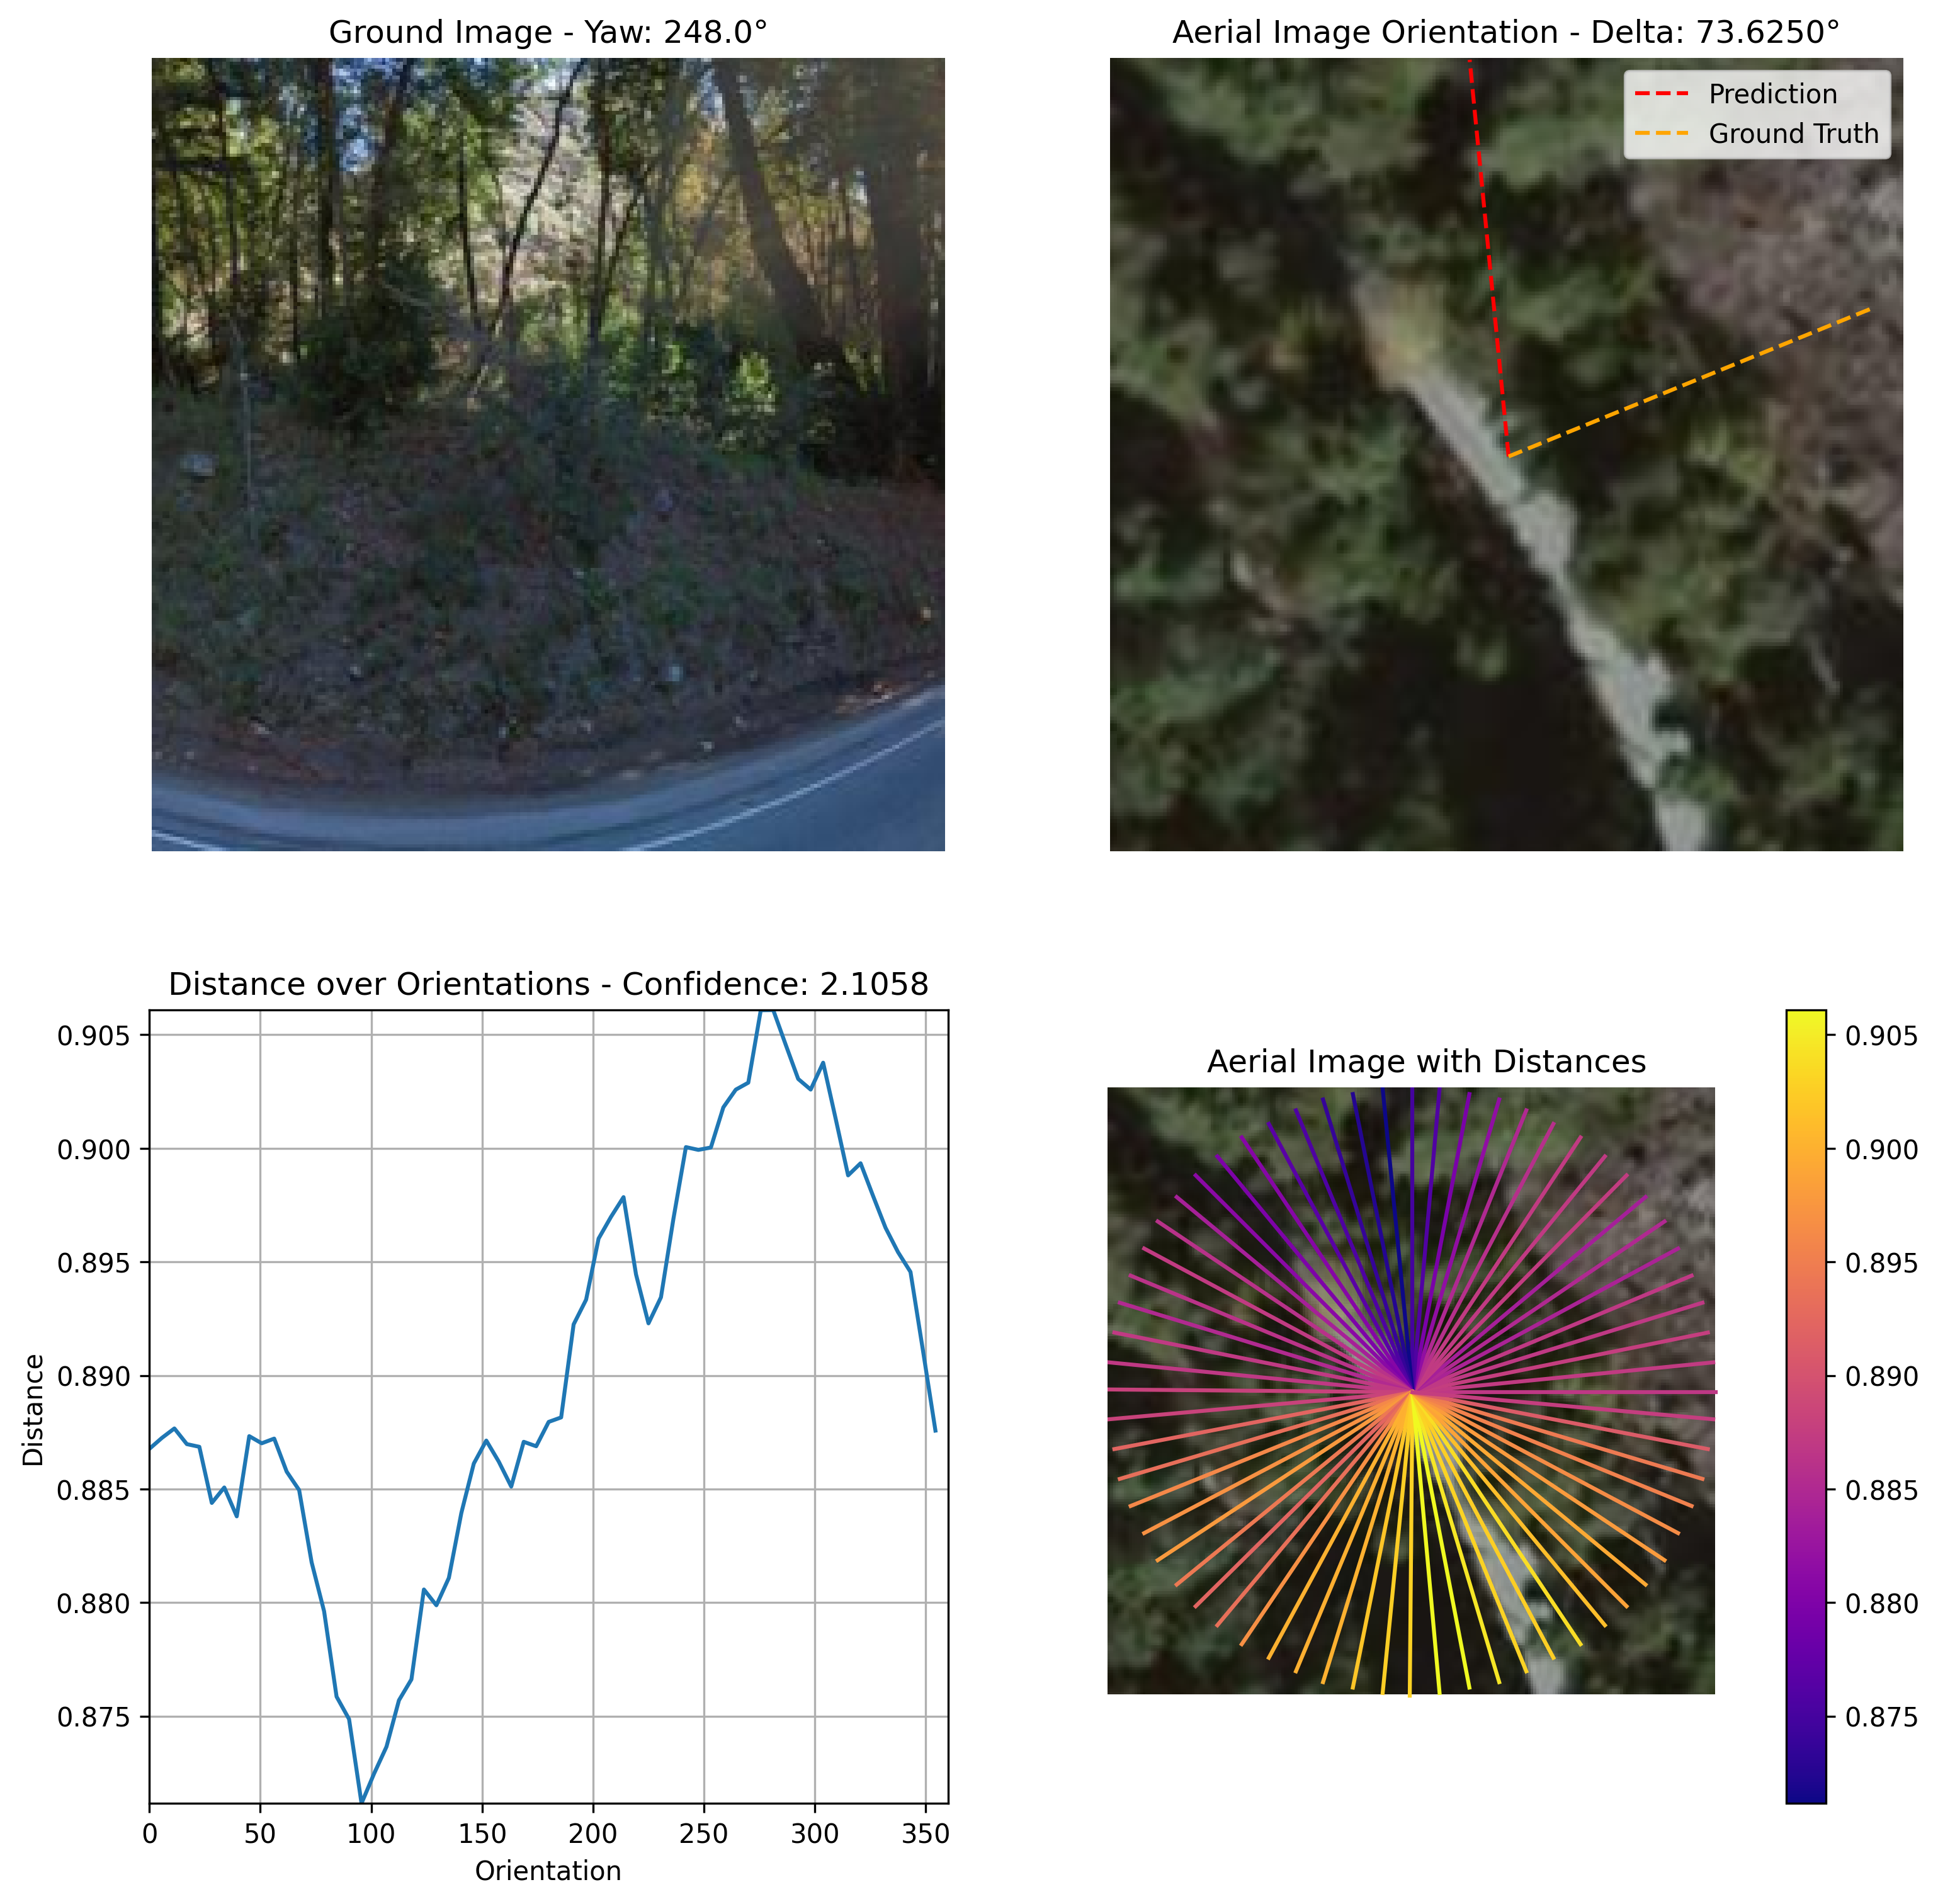 Ground Image - Yaw: 248.0°
Aerial Image Orientation - Delta: 73.6250°
Prediction
Ground Truth
Distance over Orientations - Confidence: 2.1058
0.905
0.900
0.895
0.890
0.885
0.880
0.875
Distance
0
50
100
150
200
250
300
350
Orientation
Aerial Image with Distances
0.905
0.900
0.895
0.890
0.885
0.880
0.875